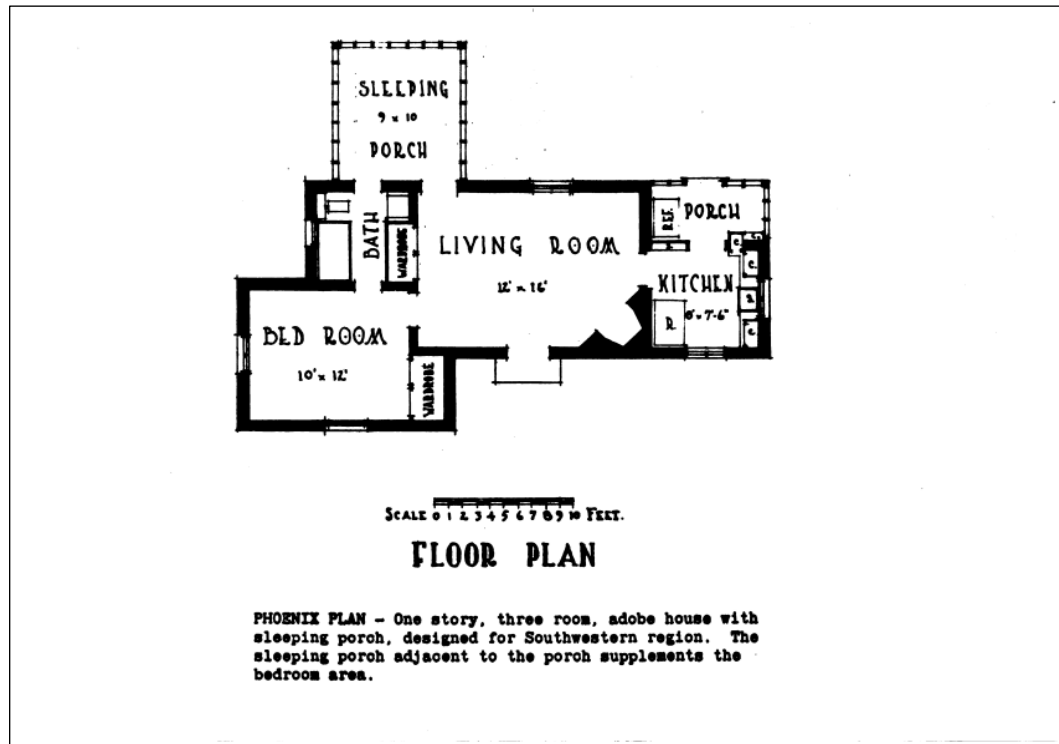 SLEEPING
9 x 10
PORCH
REF.
PORCH
BATH
WARDROBE
LIVING ROOM
12' x 16'
KITCHEN
R
BED ROOM
10' x 12'
WARDROBE
SCALE 0 1 2 3 4 5 6 7 8 9 10 FEET.
FLOOR PLAN
PHOENIX PLAN - One story, three room, adobe house with
sleeping porch, designed for Southwestern region. The
sleeping porch adjacent to the porch supplements the
bedroom area.